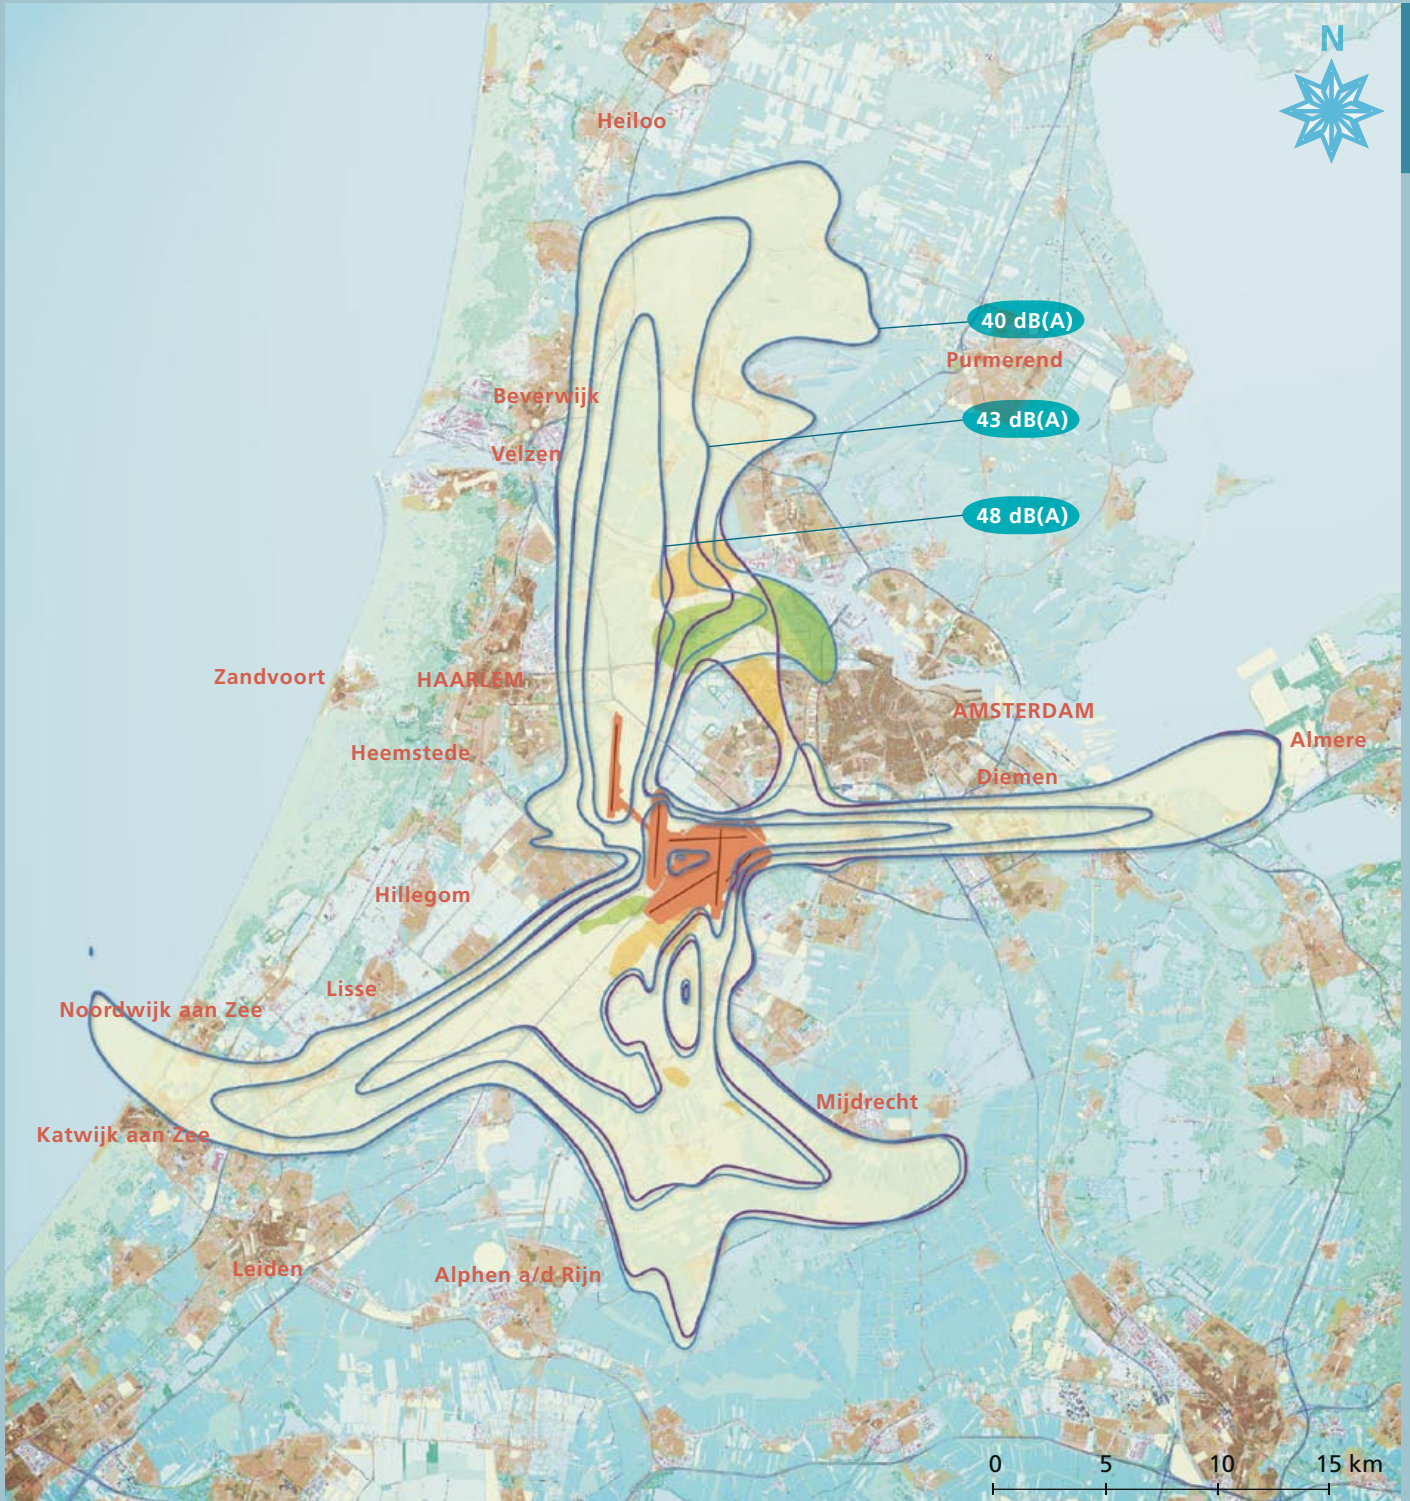 N
Heiloo
40 dB(A)
Purmerend
Beverwijk
43 dB(A)
Velzen
48 dB(A)
Zandvoort
HAARLEM
AMSTERDAM
Almere
Heemstede
Diemen
Hillegom
Lisse
Noordwijk aan Zee
Mijdrecht
Katwijk aan Zee
Leiden
Alphen a/d Rijn
0 5 10 15 km